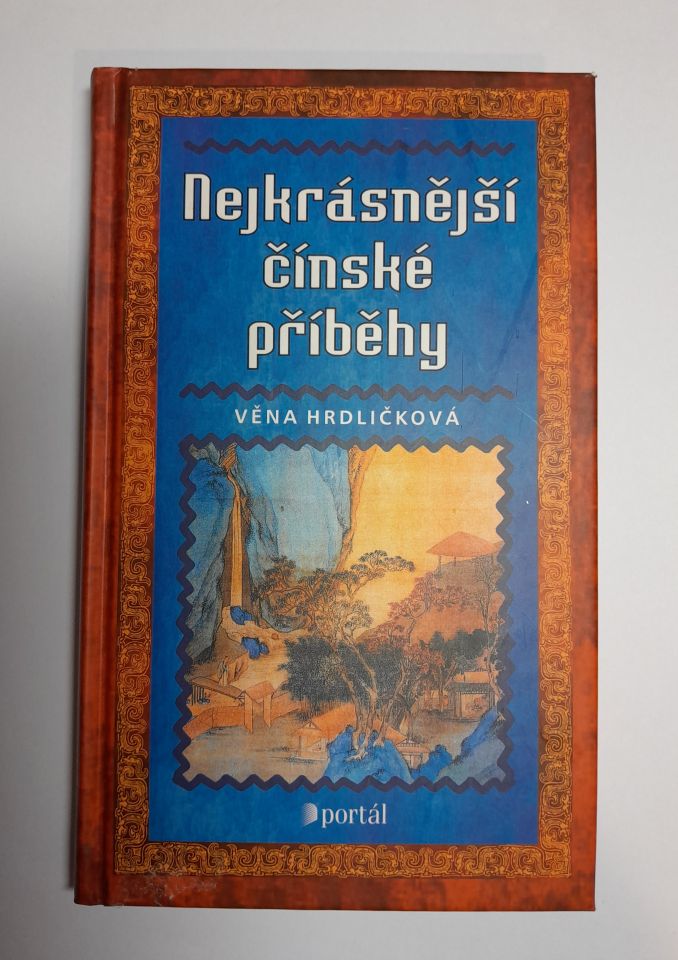 Nejkrásnější
čínské
příběhy
VĚNA HRDLIČKOVÁ
portál